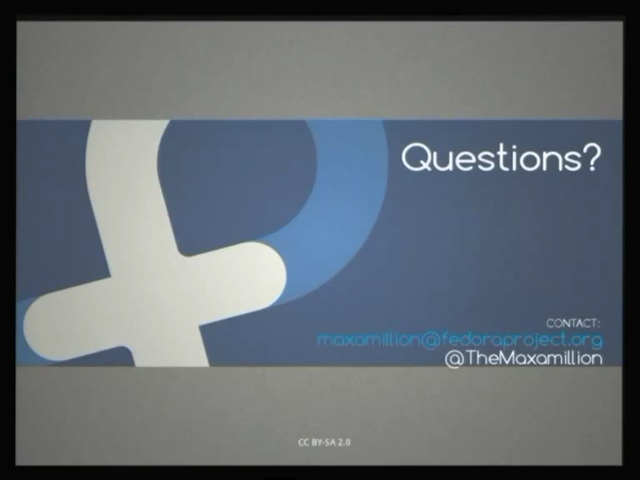 Questions?
CONTACT:
maxamillion@fedoraproject.org
@TheMaxamillion
CC BY-SA 2.0